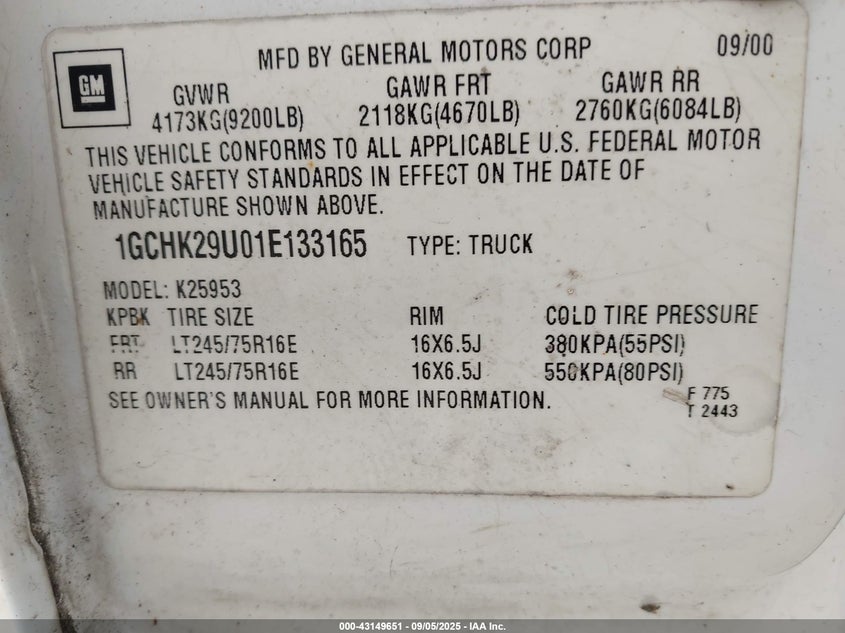 GM
MFD BY GENERAL MOTORS CORP 09/00
GVWR GAWR FRT GAWR RR
4173KG(9200LB) 2118KG(4670LB) 2760KG(6084LB)
THIS VEHICLE CONFORMS TO ALL APPLICABLE U.S. FEDERAL MOTOR
VEHICLE SAFETY STANDARDS IN EFFECT ON THE DATE OF
MANUFACTURE SHOWN ABOVE.
1GCHK29U01E133165 TYPE: TRUCK
MODEL: K25953
KPBK TIRE SIZE RIM COLD TIRE PRESSURE
FRT LT245/75R16E 16X6.5J 380KPA(55PSI)
RR LT245/75R16E 16X6.5J 550KPA(80PSI)
SEE OWNER'S MANUAL FOR MORE INFORMATION.
F 775
T 2443
000-43149651 - 09/05/2025 - IAA Inc.